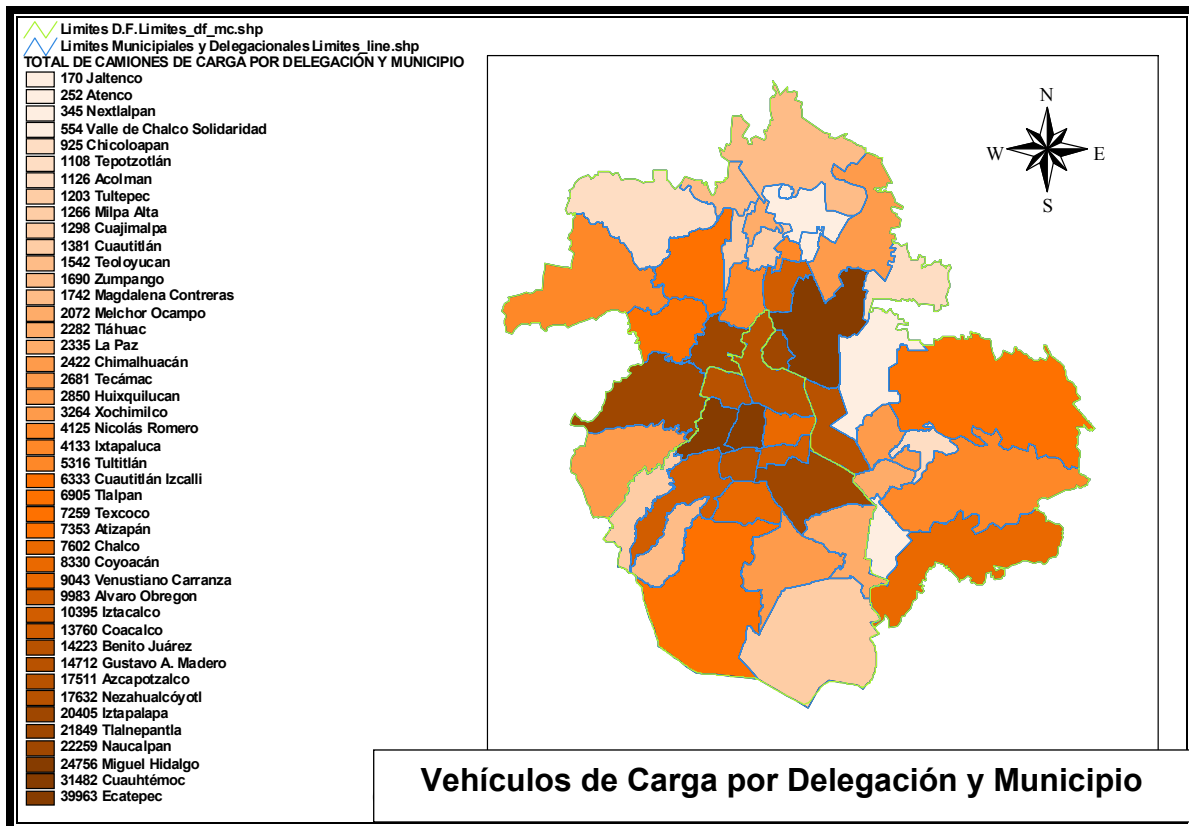 Limites D.F.Limites_df_mc.shp
Limites Municipiales y Delegacionales Limites_line.shp
TOTAL DE CAMIONES DE CARGA POR DELEGACIÓN Y MUNICIPIO
170 Jaltenco
252 Atenco
345 Nextlalpan
554 Valle de Chalco Solidaridad
925 Chicoloapan
1108 Tepotzotlán
1126 Acolman
1203 Tultepec
1266 Milpa Alta
1298 Cuajimalpa
1381 Cuautitlán
1542 Teoloyucan
1690 Zumpango
1742 Magdalena Contreras
2072 Melchor Ocampo
2282 Tláhuac
2335 La Paz
2422 Chimalhuacán
2681 Tecámac
2850 Huixquilucan
3264 Xochimilco
4125 Nicolás Romero
4133 Ixtapaluca
5316 Tultitlán
6333 Cuautitlán Izcalli
6905 Tlalpan
7259 Texcoco
7353 Atizapán
7602 Chalco
8330 Coyoacán
9043 Venustiano Carranza
9983 Alvaro Obregon
10395 Iztacalco
13760 Coacalco
14223 Benito Juárez
14712 Gustavo A. Madero
17511 Azcapotzalco
17632 Nezahualcóyotl
20405 Iztapalapa
21849 Tlalnepantla
22259 Naucalpan
24756 Miguel Hidalgo
31482 Cuauhtémoc
39963 Ecatepec
N
W E
S
Vehículos de Carga por Delegación y Municipio